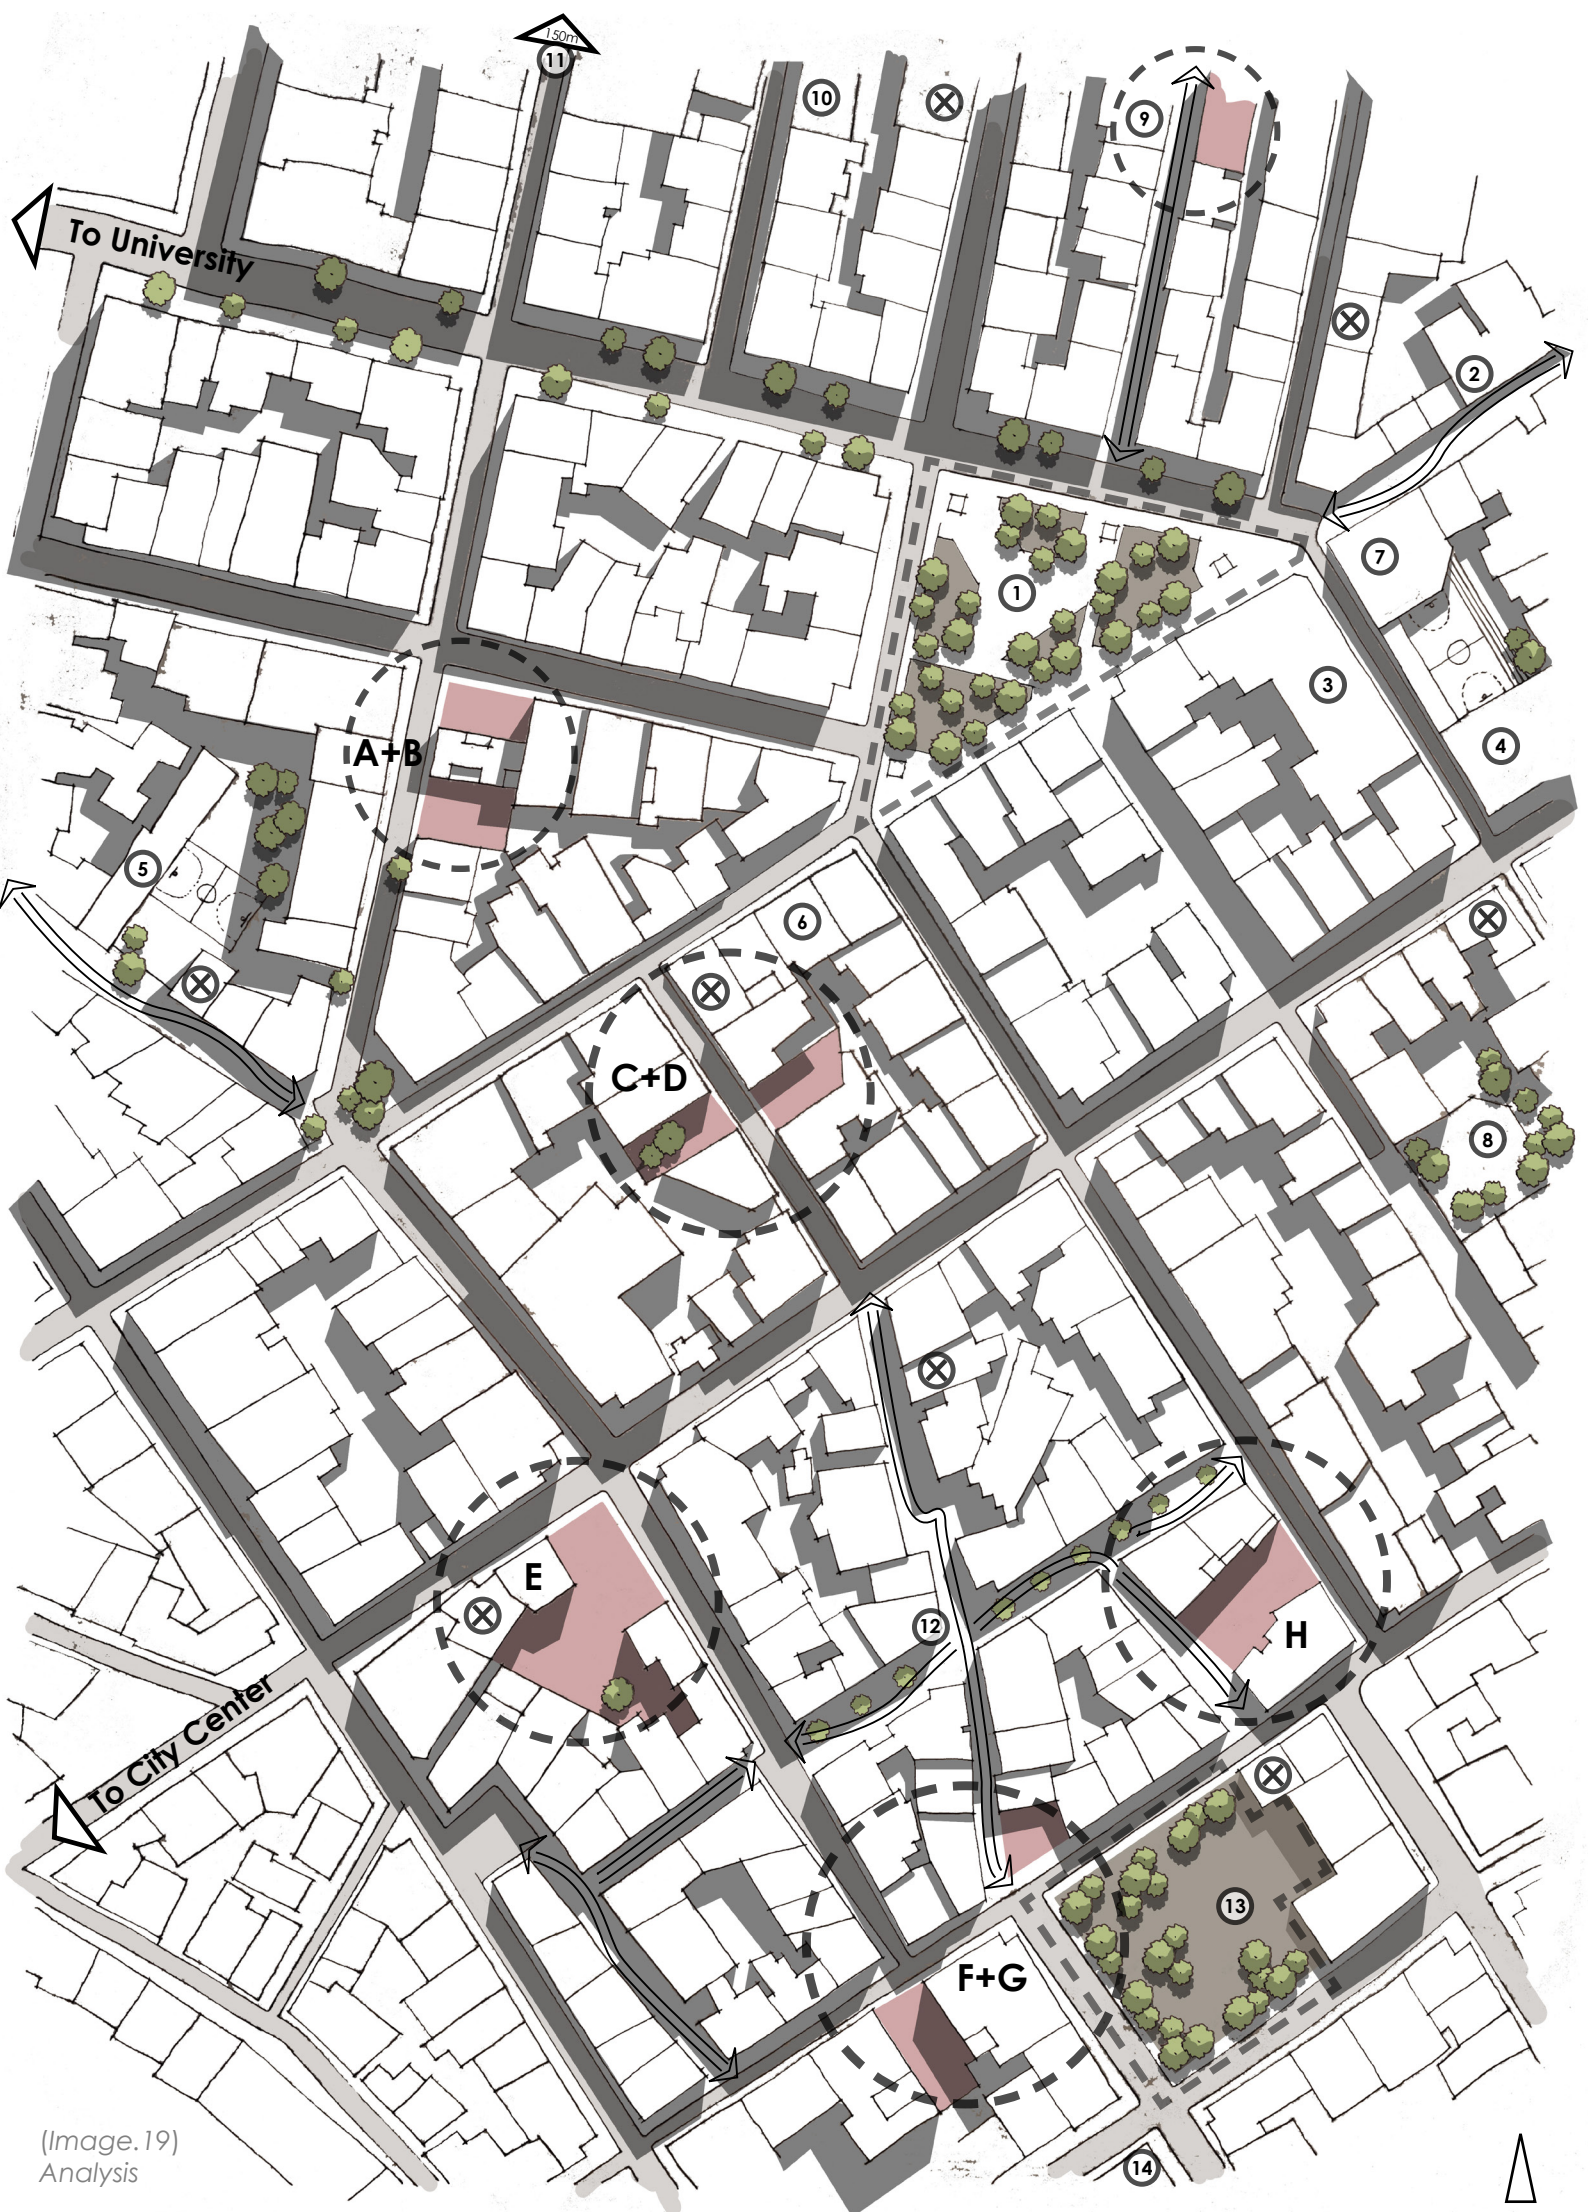 150m
11
10
9
To University
2
7
1
3
4
A+B
5
6
C+D
8
E
12
H
To City Center
13
F+G
(Image.19)
Analysis
14